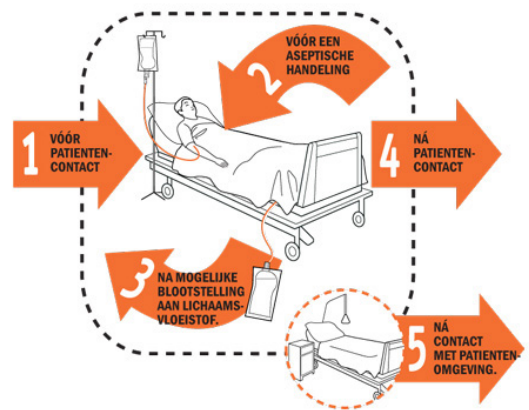 1
VÓÓR
PATIENTEN-
CONTACT
2
VÓÓR EEN
ASEPTISCHE
HANDELING
3
NA MOGELIJKE
BLOOTSTELLING
AAN LICHAAMS-
VLOEISTOF.
4
NÁ
PATIENTEN-
CONTACT
5
NÁ
CONTACT
MET PATIENTEN-
OMGEVING.